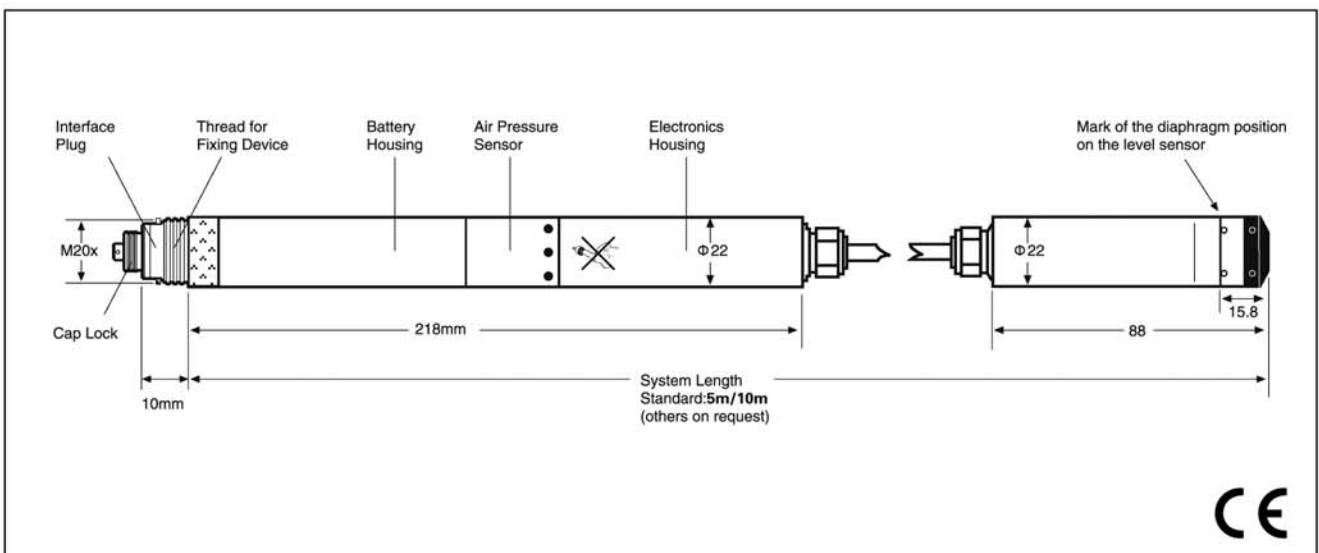 Interface
Plug
Thread for
Fixing Device
Battery
Housing
Air Pressure
Sensor
Electronics
Housing
Mark of the diaphragm position
on the level sensor
M20x
Φ22
Φ22
15.8
Cap Lock
218mm
88
10mm
System Length
Standard:5m/10m
(others on request)
CE